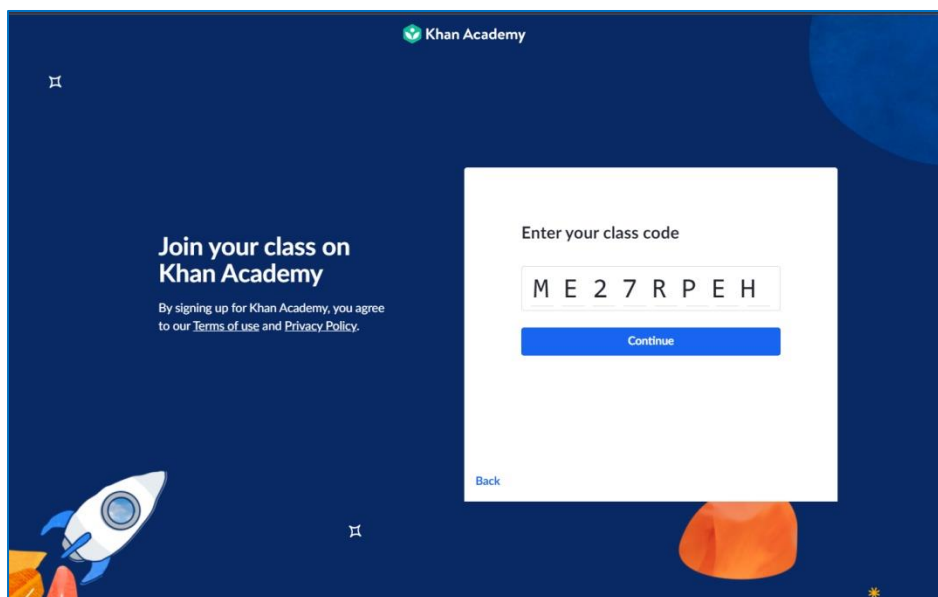 Khan Academy
Join your class on
Khan Academy
By signing up for Khan Academy, you agree
to our Terms of use and Privacy Policy.
Enter your class code
M E 2 7 R P E H
Continue
Back